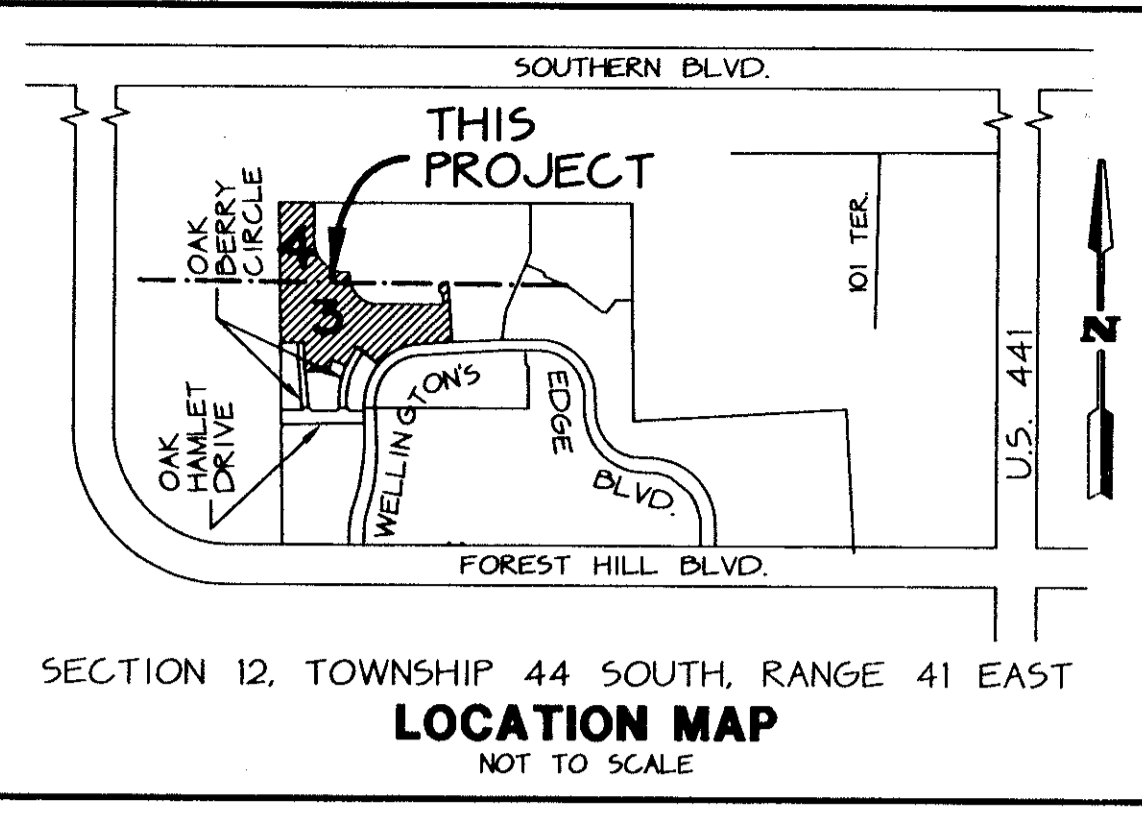 SOUTHERN BLVD.
THIS
PROJECT
OAK
BERRY
CIRCLE
4
3
101 TER.
N
U.S. 441
OAK
HAMLET
DRIVE
WELLINGTON'S
EDGE
BLVD.
FOREST HILL BLVD.
SECTION 12, TOWNSHIP 44 SOUTH, RANGE 41 EAST
LOCATION MAP
NOT TO SCALE